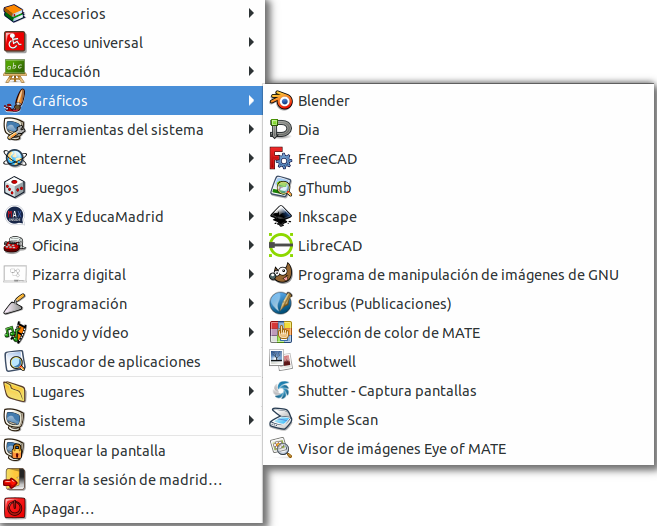 Accesorios
Acceso universal
Educación
Gráficos
Herramientas del sistema
Internet
Juegos
MaX y EducaMadrid
Oficina
Pizarra digital
Programación
Sonido y vídeo
Buscador de aplicaciones
Lugares
Sistema
Bloquear la pantalla
Cerrar la sesión de madrid...
Apagar...
Blender
Dia
FreeCAD
gThumb
Inkscape
LibreCAD
Programa de manipulación de imágenes de GNU
Scribus (Publicaciones)
Selección de color de MATE
Shotwell
Shutter - Captura pantallas
Simple Scan
Visor de imágenes Eye of MATE